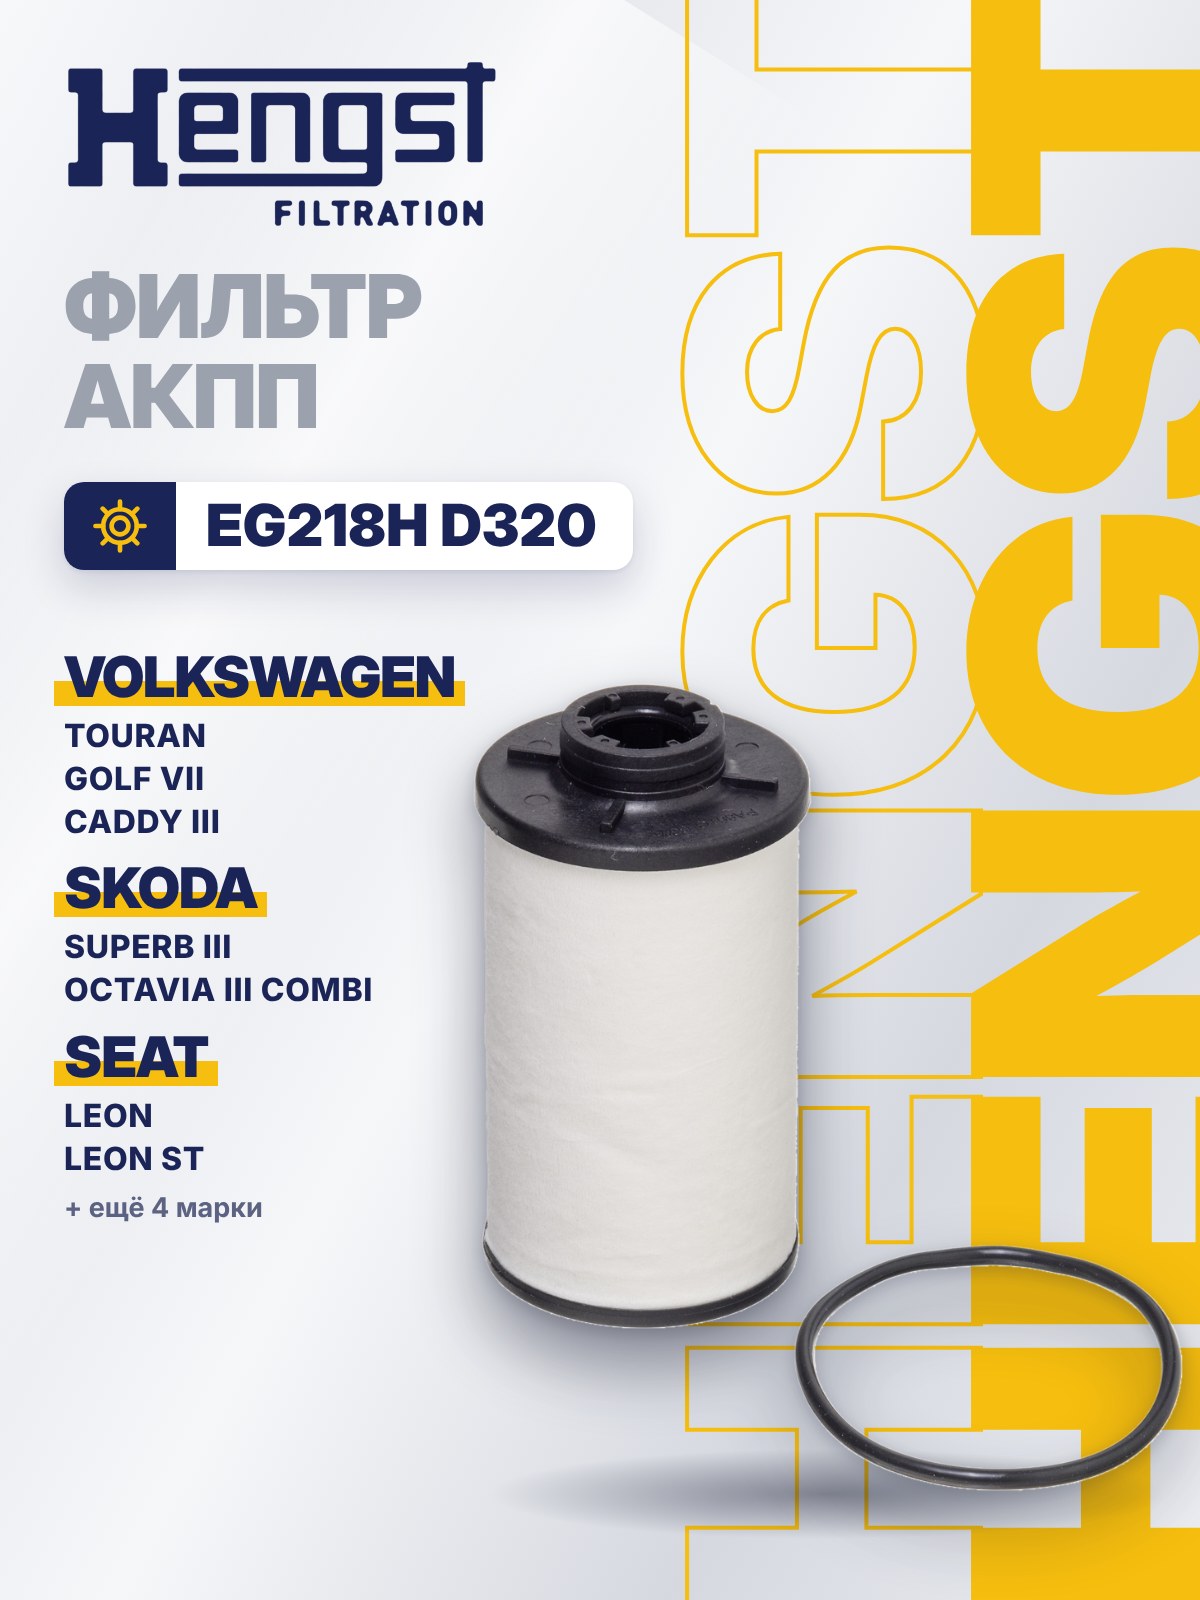 Hengst
FILTRATION
ФИЛЬТР
АКПП
EG218H D320
VOLKSWAGEN
TOURAN
GOLF VII
CADDY III
SKODA
SUPERB III
OCTAVIA III COMBI
SEAT
LEON
LEON ST
+ ещё 4 марки
HENGST
HENGST